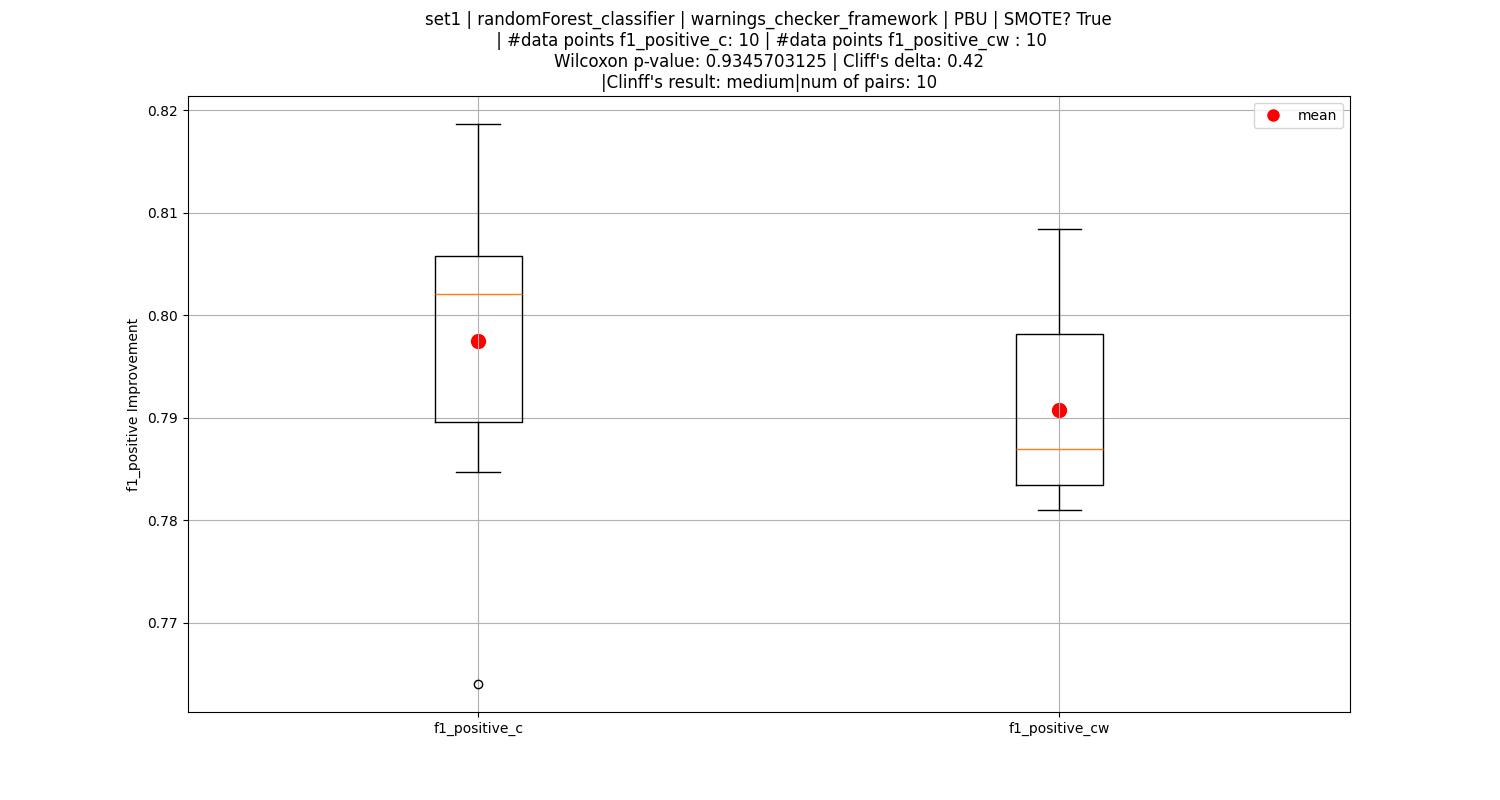 set1 | randomForest_classifier | warnings_checker_framework | PBU | SMOTE? True
| #data points f1_positive_c: 10 | #data points f1_positive_cw : 10
Wilcoxon p-value: 0.9345703125 | Cliff's delta: 0.42
|Clinff's result: medium|num of pairs: 10
mean
0.82
0.81
0.80
0.79
0.78
0.77
f1_positive Improvement
f1_positive_c
f1_positive_cw